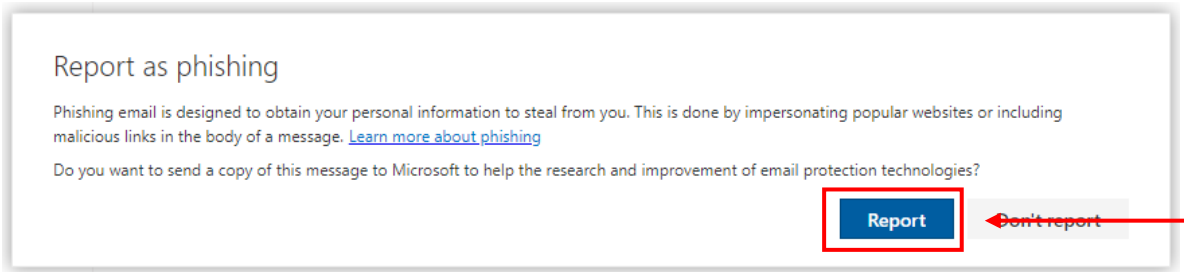 Report as phishing
Phishing email is designed to obtain your personal information to steal from you. This is done by impersonating popular websites or including
malicious links in the body of a message. Learn more about phishing
Do you want to send a copy of this message to Microsoft to help the research and improvement of email protection technologies?
Report Don't report